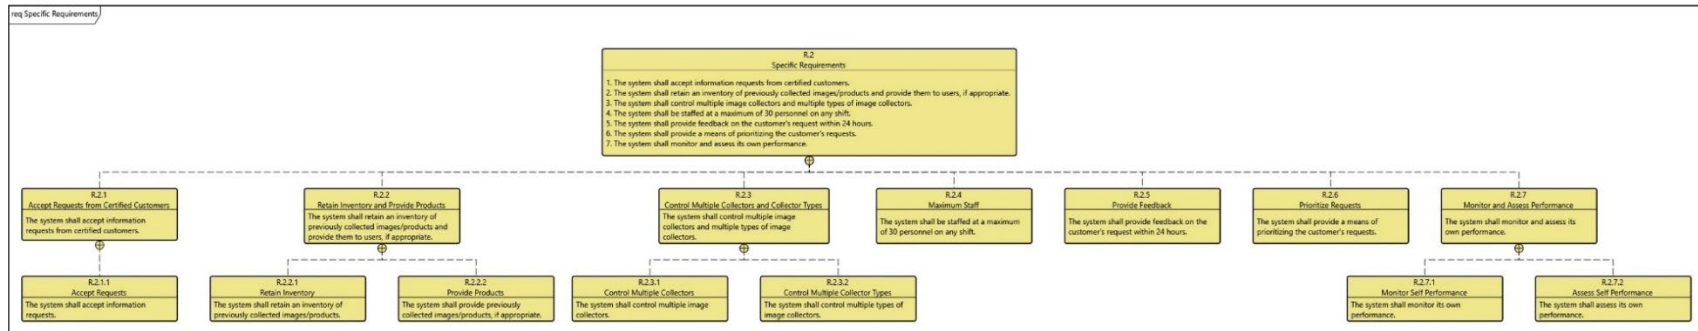 req Specific Requirements
R.2
Specific Requirements
1. The system shall accept information requests from certified customers.
2. The system shall retain an inventory of previously collected images/products and provide them to users, if appropriate.
3. The system shall control multiple image collectors and multiple types of image collectors.
4. The system shall be staffed at a maximum of 30 personnel on any shift.
5. The system shall provide feedback on the customer's request within 24 hours.
6. The system shall provide a means of prioritizing the customer's requests.
7. The system shall monitor and assess its own performance.
R.2.1
Accept Requests from Certified Customers
The system shall accept information
requests from certified customers.
R.2.2
Retain Inventory and Provide Products
The system shall retain an inventory of
previously collected images/products and
provide them to users, if appropriate.
R.2.3
Control Multiple Collectors and Collector Types
The system shall control multiple image
collectors and multiple types of image
collectors.
R.2.4
Maximum Staff
The system shall be staffed at a maximum
of 30 personnel on any shift.
R.2.5
Provide Feedback
The system shall provide feedback on the
customer's request within 24 hours.
R.2.6
Prioritize Requests
The system shall provide a means of
prioritizing the customer's requests.
R.2.7
Monitor and Assess Performance
The system shall monitor and assess its
own performance.
R.2.1.1
Accept Requests
The system shall accept information
requests.
R.2.2.1
Retain Inventory
The system shall retain an inventory of
previously collected images/products.
R.2.2.2
Provide Products
The system shall provide previously
collected images/products, if appropriate.
R.2.3.1
Control Multiple Collectors
The system shall control multiple image
collectors.
R.2.3.2
Control Multiple Collector Types
The system shall control multiple types of
image collectors.
R.2.7.1
Monitor Self Performance
The system shall monitor its own
performance.
R.2.7.2
Assess Self Performance
The system shall assess its own
performance.